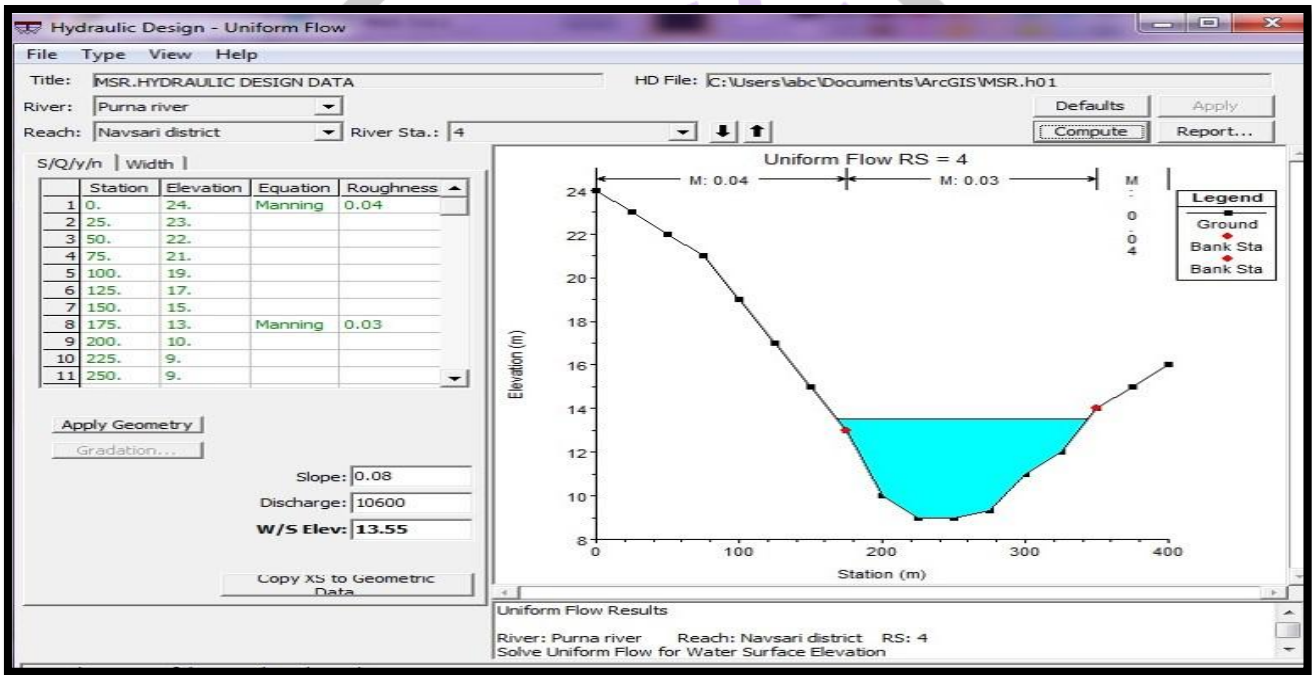 Hydraulic Design - Uniform Flow
File Type View Help
Title: MSR.HYDRAULIC DESIGN DATA HD File: C:\Users\abc\Documents\ArcGIS\MSR.h01
River: Purna river Defaults Apply
Reach: Navsari district River Sta.: 4 Compute Report...
S/Q/y/n Width
Station Elevation Equation Roughness
1 0. 24. Manning 0.04
2 25. 23.
3 50. 22.
4 75. 21.
5 100. 19.
6 125. 17.
7 150. 15.
8 175. 13. Manning 0.03
9 200. 10.
10 225. 9.
11 250. 9.
Apply Geometry
Gradation...
Slope: 0.08
Discharge: 10600
W/S Elev: 13.55
Copy XS to Geometric
Data
Uniform Flow RS = 4
M: 0.04 M: 0.03 M: 0.04
Legend
Ground
Bank Sta
Bank Sta
Elevation (m)
24
22
20
18
16
14
12
10
8
0 100 200 300 400
Station (m)
Uniform Flow Results
River: Purna river Reach: Navsari district RS: 4
Solve Uniform Flow for Water Surface Elevation